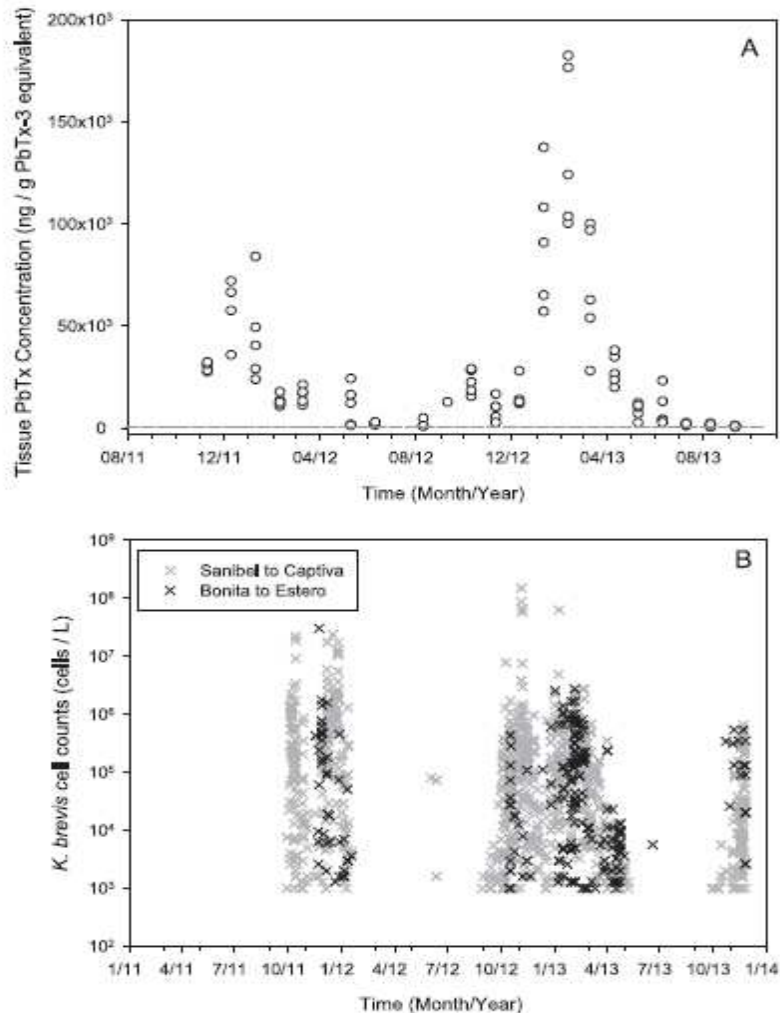 A
Tissue PbTx Concentration (ng / g PbTx-3 equivalent)
200x10³
150x10³
100x10³
50x10³
0
08/11 12/11 04/12 08/12 12/12 04/13 08/13
Time (Month/Year)
B
K. brevis cell counts (cells / L)
Sanibel to Captiva
Bonita to Estero
10⁹
10⁸
10⁷
10⁶
10⁵
10⁴
10³
10²
1/11 4/11 7/11 10/11 1/12 4/12 7/12 10/12 1/13 4/13 7/13 10/13 1/14
Time (Month/Year)